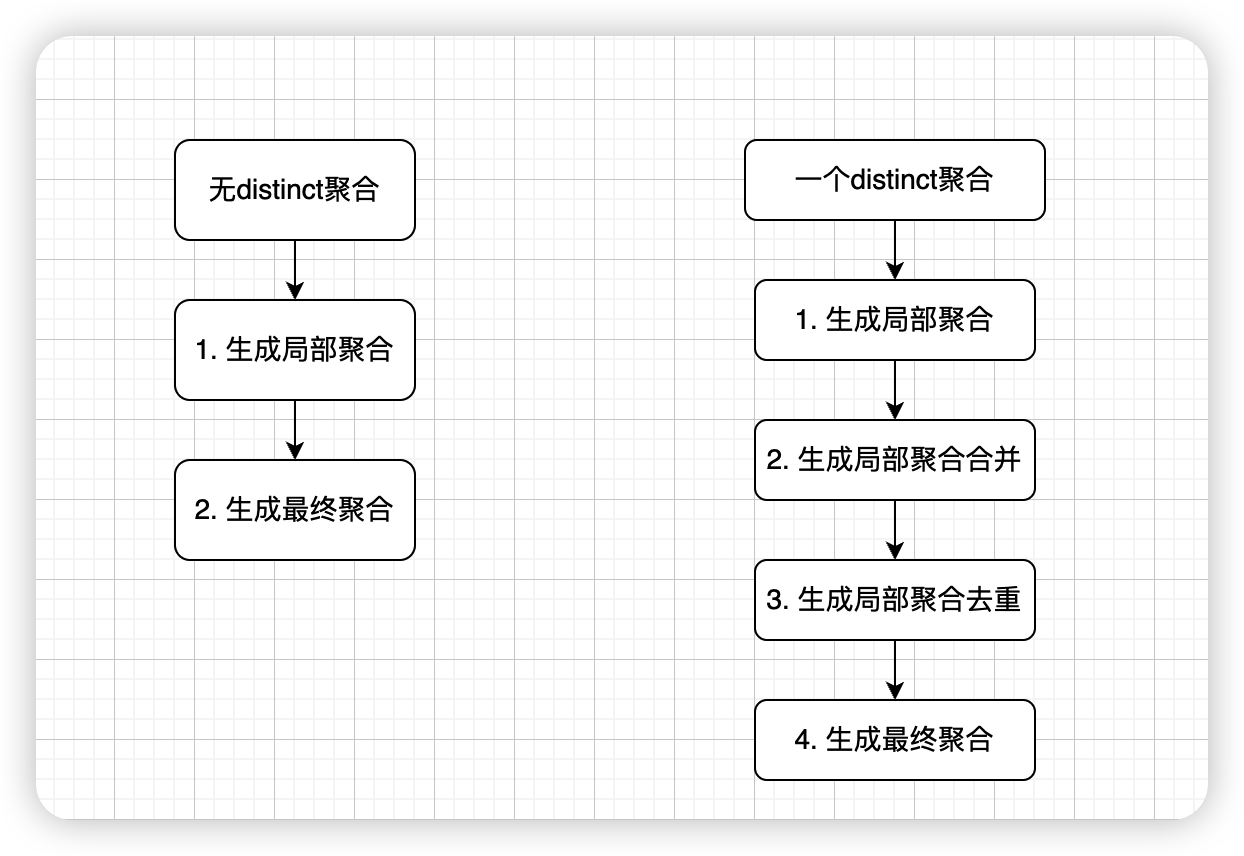 无distinct聚合
1. 生成局部聚合
2. 生成最终聚合
一个distinct聚合
1. 生成局部聚合
2. 生成局部聚合合并
3. 生成局部聚合去重
4. 生成最终聚合